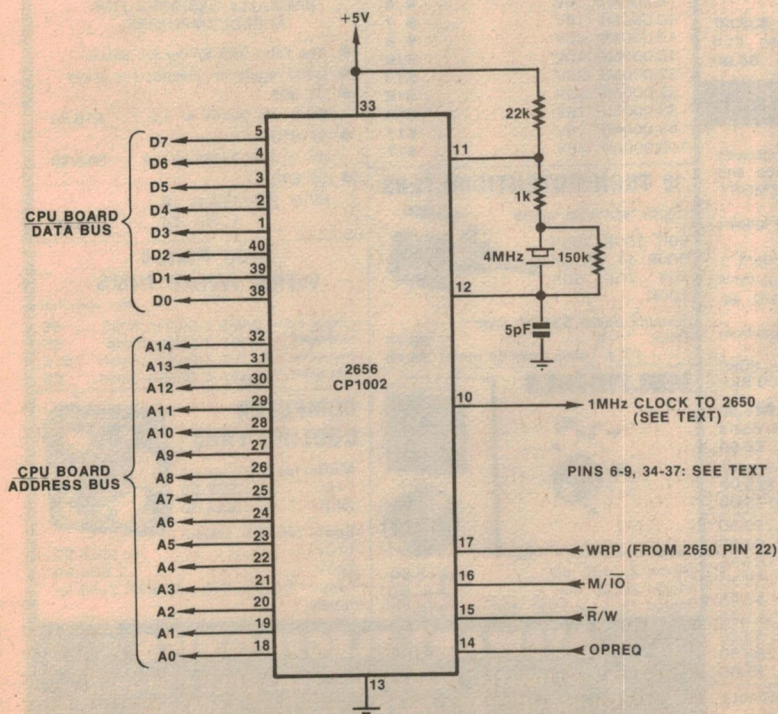 +5V
33
22k
11
1k
4MHz
150k
12
5pF
D7
5
D6
4
D5
3
D4
2
D3
1
D2
40
D1
39
D0
38
CPU BOARD
DATA BUS
A14
32
A13
31
A12
30
A11
29
A10
28
A9
27
A8
26
A7
25
A6
24
A5
23
A4
22
A3
21
A2
20
A1
19
A0
18
CPU BOARD
ADDRESS BUS
2656
CP1002
10
1MHz CLOCK TO 2650
(SEE TEXT)
PINS 6-9, 34-37: SEE TEXT
17
WRP (FROM 2650 PIN 22)
16
M/I̅O̅
15
R̅/W
14
OPREQ
13